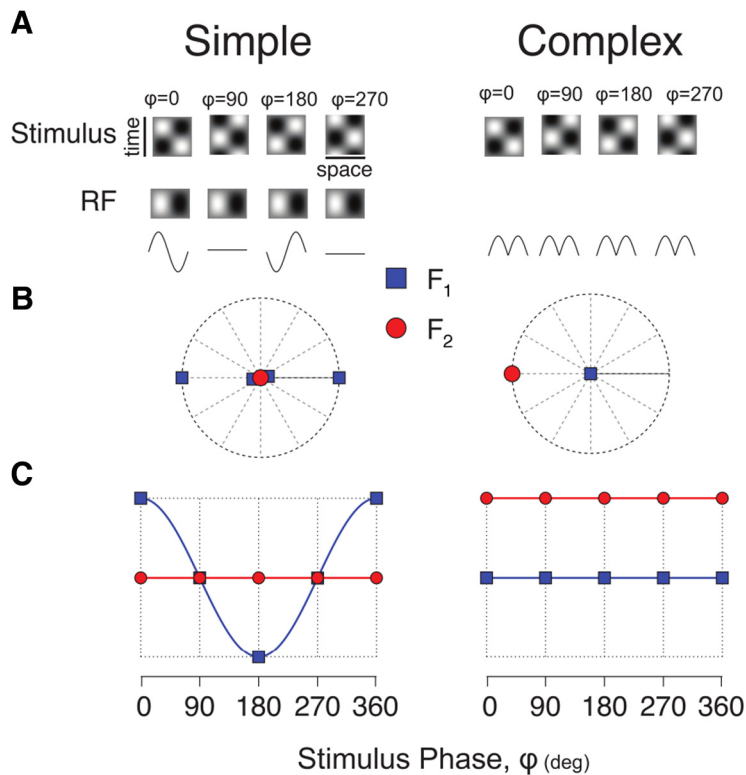 A
Simple
Complex
φ=0 φ=90 φ=180 φ=270
φ=0 φ=90 φ=180 φ=270
Stimulus
time
space
RF
B
F1
F2
C
0 90 180 270 360
0 90 180 270 360
Stimulus Phase, φ (deg)